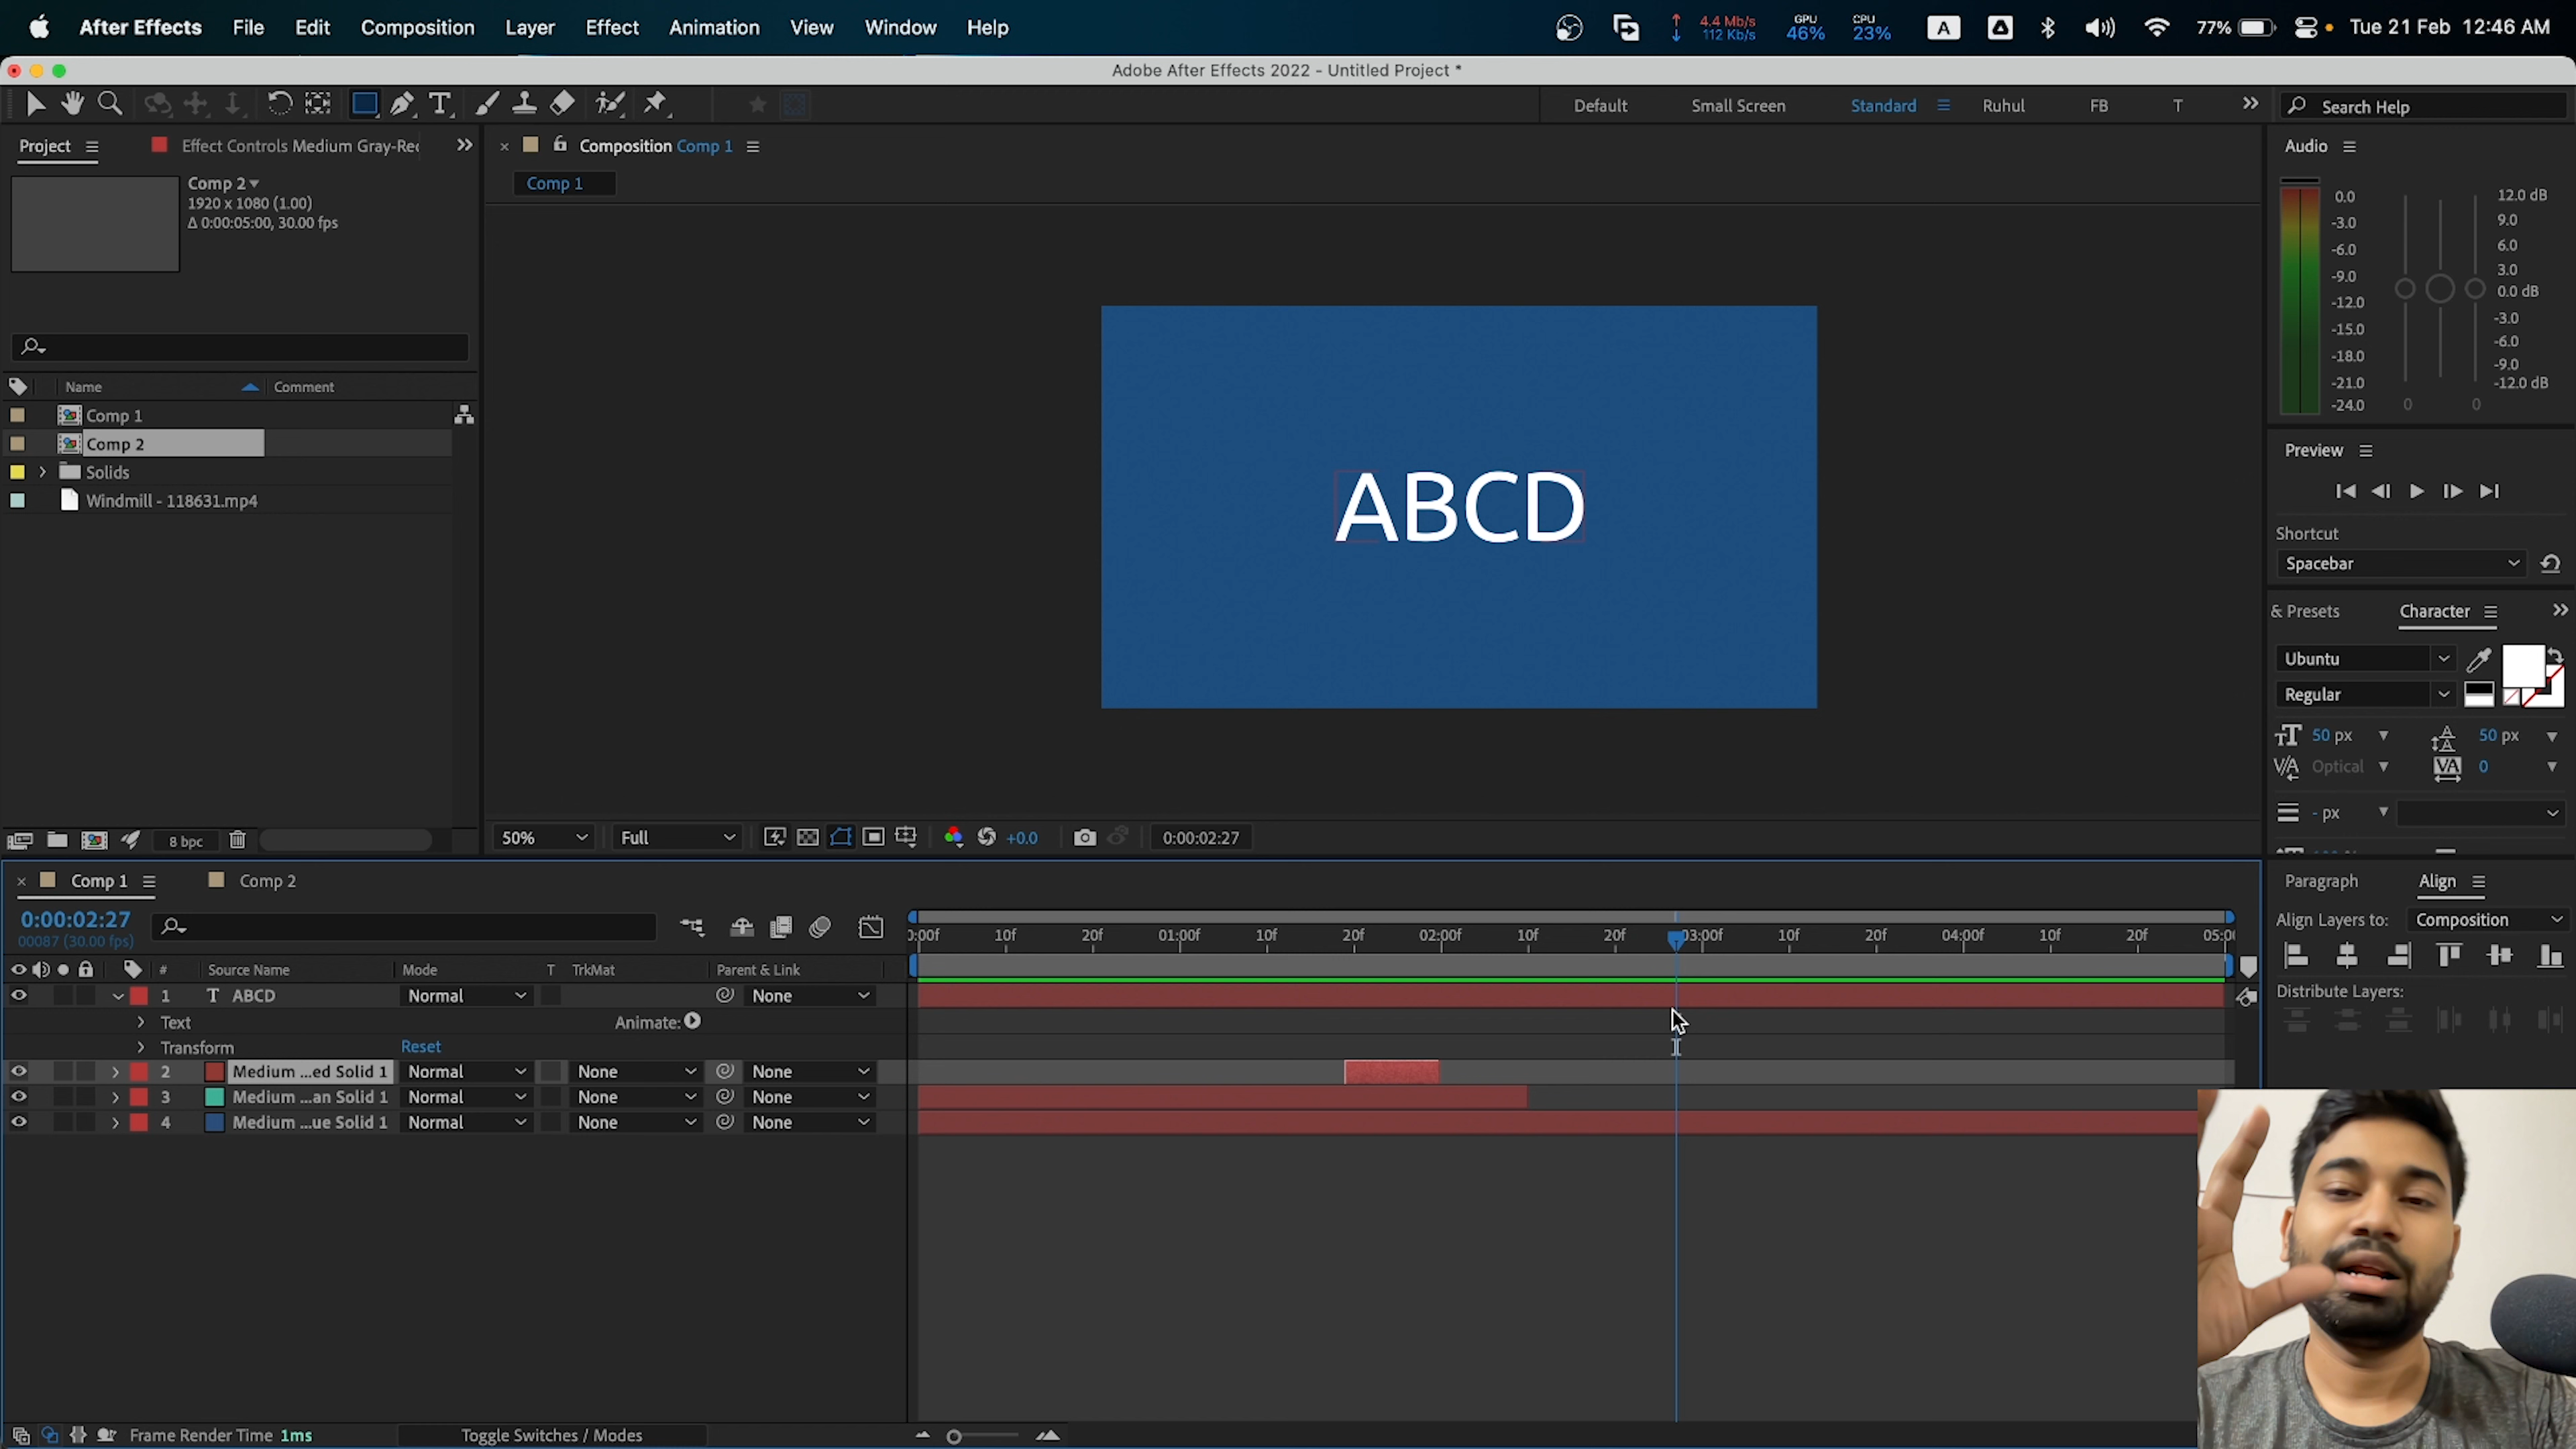 After Effects File Edit Composition Layer Effect Animation View Window Help
4.4 Mb/s
112 Kb/s
GPU
46%
CPU
23%
A
77%
Tue 21 Feb 12:46 AM
Adobe After Effects 2022 - Untitled Project *
Default Small Screen Standard Ruhul FB T
Search Help
Project
Effect Controls Medium Gray-Rec
Composition Comp 1
Comp 1
Comp 2
1920 x 1080 (1.00)
Δ 0:00:05:00, 30.00 fps
Name Comment
Comp 1
Comp 2
Solids
Windmill - 118631.mp4
8 bpc
ABCD
50% Full +0.0 0:00:02:27
Audio
0.0
-3.0
-6.0
-9.0
-12.0
-15.0
-18.0
-21.0
-24.0
12.0 dB
9.0
6.0
3.0
0.0 dB
-3.0
-6.0
-9.0
-12.0 dB
0 0
Preview
Shortcut
Spacebar
& Presets Character
Ubuntu
Regular
50 px 50 px
Optical 0
- px
Paragraph Align
Align Layers to: Composition
Distribute Layers:
Comp 1 Comp 2
0:00:02:27
00087 (30.00 fps)
0:00f 10f 20f 01:00f 10f 20f 02:00f 10f 20f 03:00f 10f 20f 04:00f 10f 20f 05:0
# Source Name Mode T TrkMat Parent & Link
1 T ABCD Normal None
Text Animate:
Transform Reset
2 Medium ...ed Solid 1 Normal None None
3 Medium ...an Solid 1 Normal None None
4 Medium ...ue Solid 1 Normal None None
Frame Render Time 1ms Toggle Switches / Modes